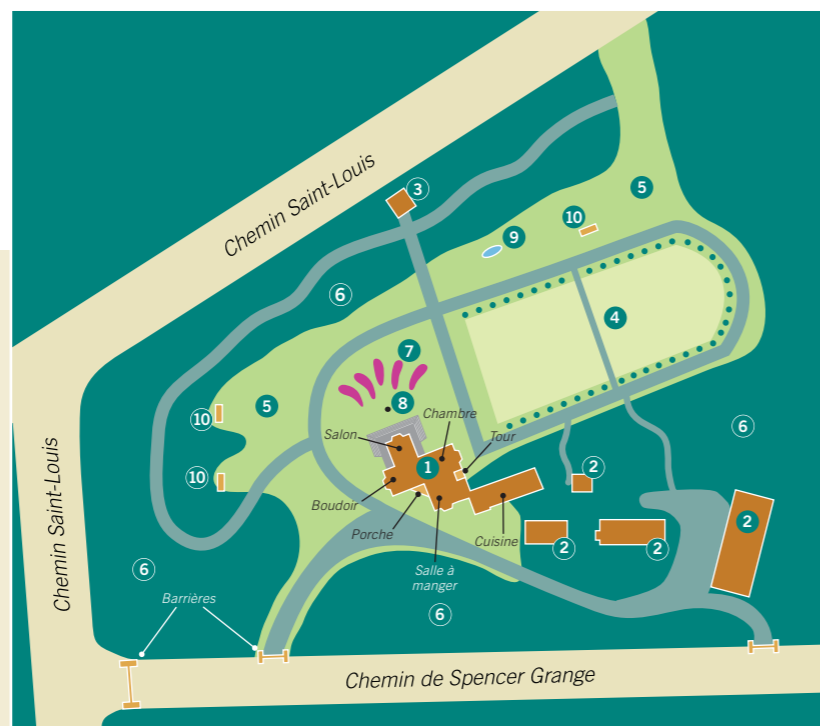 Chemin Saint-Louis
3
5
10
9
6
4
7
8
5
10
Chambre
Salon
Tour
6
1
2
10
Boudoir
2
Porche
Cuisine
2
2
Salle à
manger
6
Barrières
6
Chemin Saint-Louis
Chemin de Spencer Grange